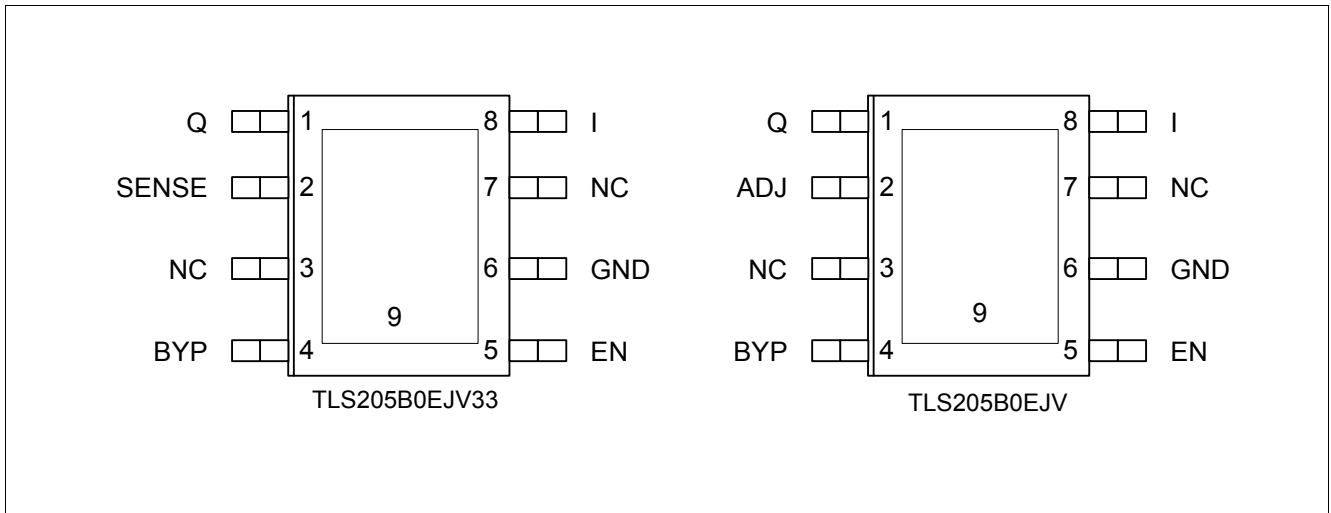 Q 1 8 I
SENSE 2 7 NC
NC 3 6 GND
9
BYP 4 5 EN
TLS205B0EJV33
Q 1 8 I
ADJ 2 7 NC
NC 3 6 GND
9
BYP 4 5 EN
TLS205B0EJV